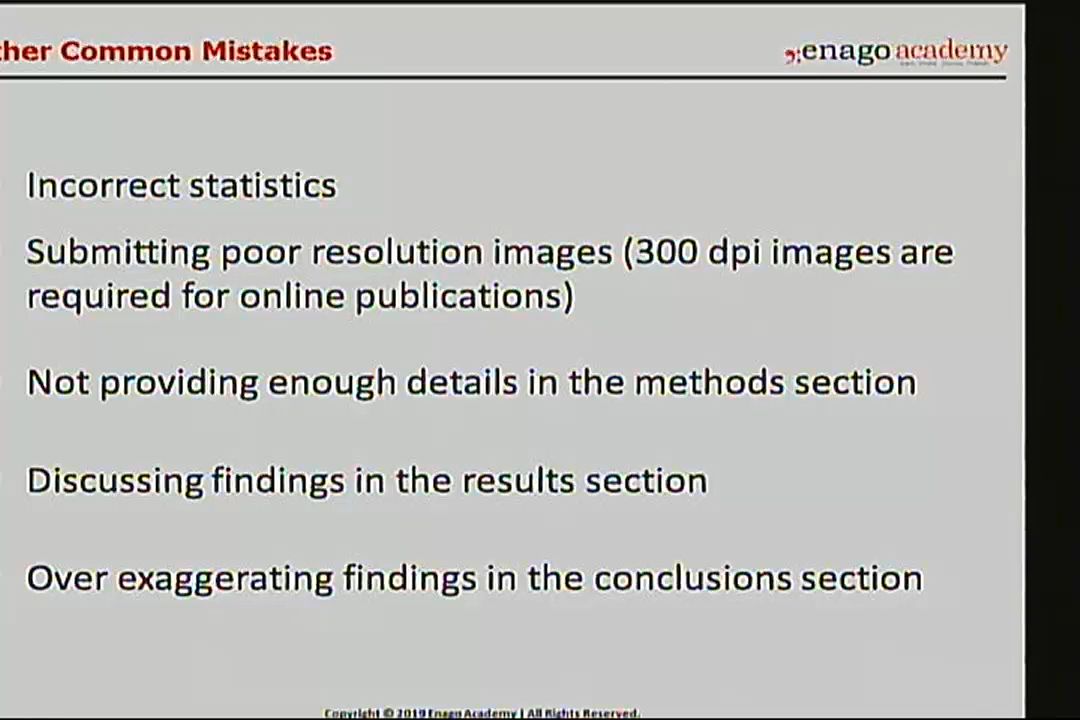 ther Common Mistakes
enago academy
Incorrect statistics
Submitting poor resolution images (300 dpi images are
required for online publications)
Not providing enough details in the methods section
Discussing findings in the results section
Over exaggerating findings in the conclusions section
Copyright © 2019 Enago Academy | All Rights Reserved.